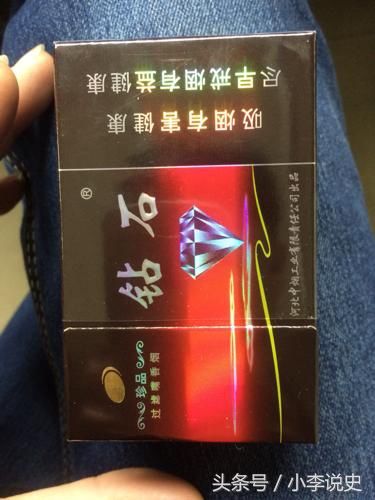 吸烟有害健康
尽早戒烟有益健康
钻石®
珍品
过滤嘴香烟
河北中烟工业有限责任公司出品
头条号 / 小李说史